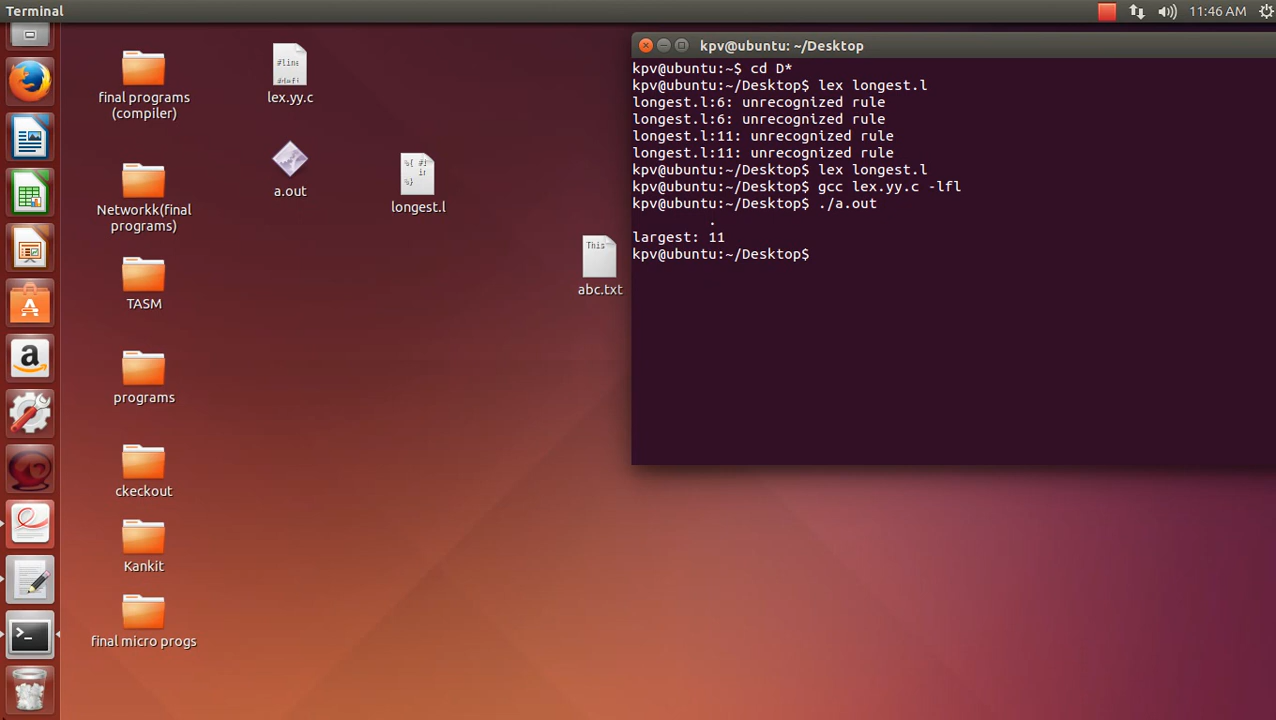 Terminal
11:46 AM
final programs
(compiler)
#line
#defi
lex.yy.c
Networkk(final
programs)
a.out
%{ #i
in
%}
longest.l
TASM
This
abc.txt
programs
ckeckout
Kankit
final micro progs
kpv@ubuntu: ~/Desktop
kpv@ubuntu:~$ cd D*
kpv@ubuntu:~/Desktop$ lex longest.l
longest.l:6: unrecognized rule
longest.l:6: unrecognized rule
longest.l:11: unrecognized rule
longest.l:11: unrecognized rule
kpv@ubuntu:~/Desktop$ lex longest.l
kpv@ubuntu:~/Desktop$ gcc lex.yy.c -lfl
kpv@ubuntu:~/Desktop$ ./a.out
.
largest: 11
kpv@ubuntu:~/Desktop$